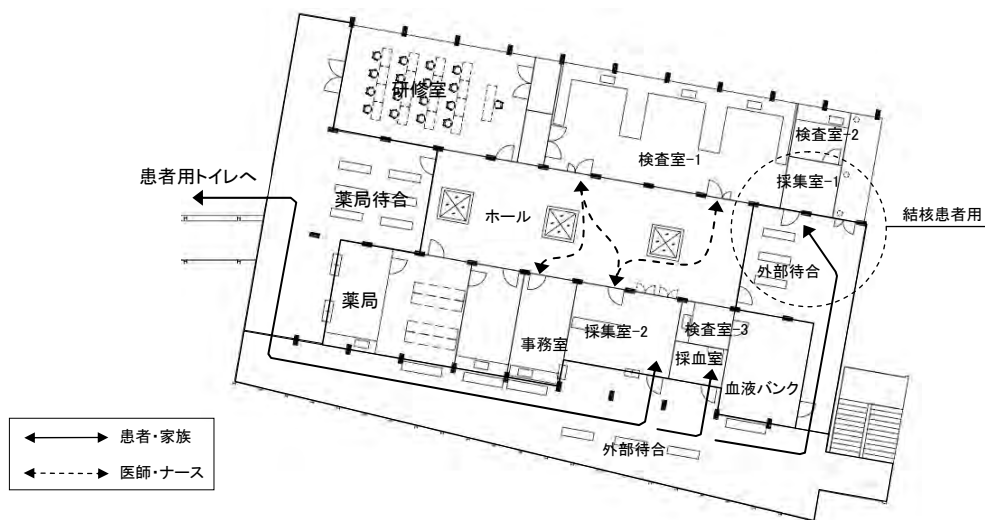 研修室
検査室-1
検査室-2
採集室-1
患者用トイレへ
薬局待合
ホール
結核患者用
外部待合
薬局
事務室
採集室-2
検査室-3
採血室
血液バンク
外部待合
患者・家族
医師・ナース